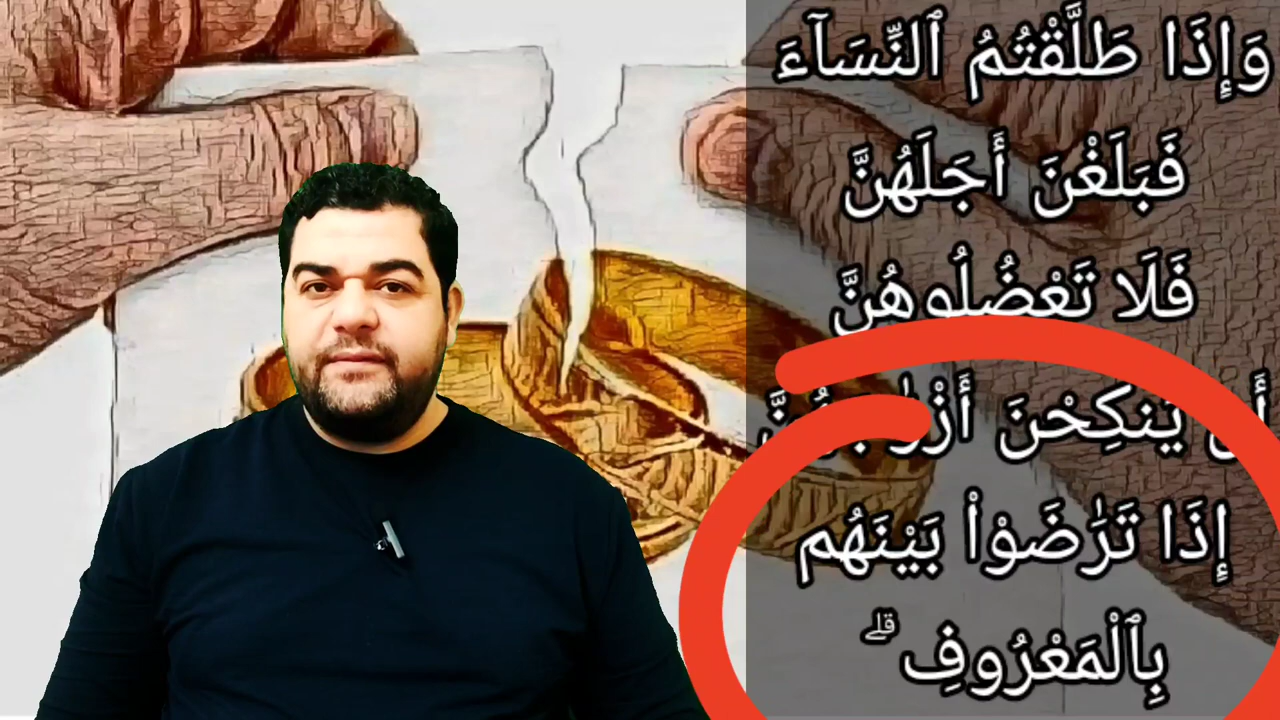 وَإِذَا طَلَّقْتُمُ ٱلنِّسَآءَ
فَبَلَغْنَ أَجَلَهُنَّ
فَلَا تَعْضُلُوهُنَّ
أَن يَنكِحْنَ أَزْوَٰجَهُنَّ
إِذَا تَرَٰضَوْا۟ بَيْنَهُم
بِٱلْمَعْرُوفِ ۗ